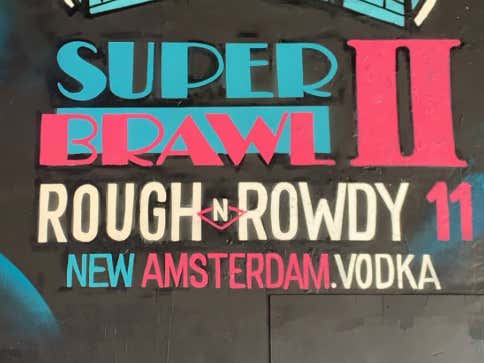 SUPER II
BRAWL
ROUGH N ROWDY 11
NEW AMSTERDAM.VODKA